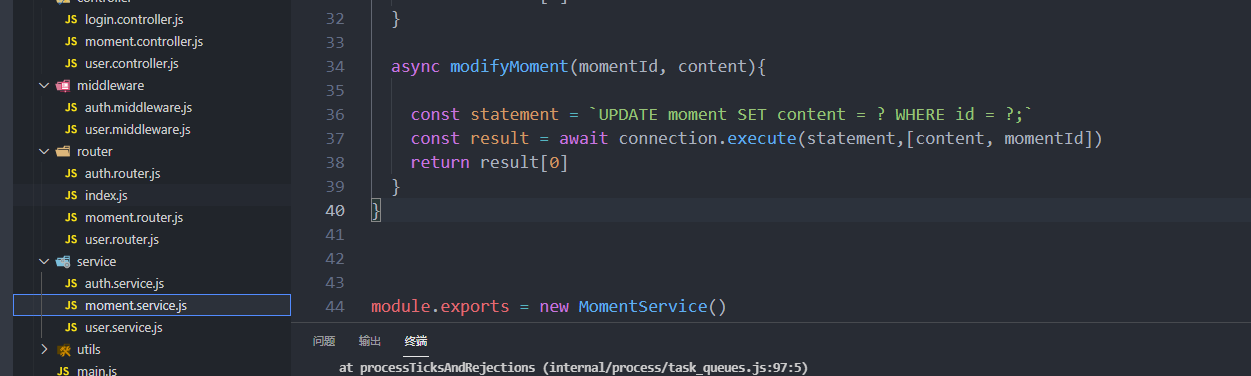 controller
JS login.controller.js
JS moment.controller.js
JS user.controller.js
middleware
JS auth.middleware.js
JS user.middleware.js
router
JS auth.router.js
JS index.js
JS moment.router.js
JS user.router.js
service
JS auth.service.js
JS moment.service.js
JS user.service.js
utils
JS main.js
32 }
33
34 async modifyMoment(momentId, content){
35
36 const statement = `UPDATE moment SET content = ? WHERE id = ?;`
37 const result = await connection.execute(statement,[content, momentId])
38 return result[0]
39 }
40 }
41
42
43
44 module.exports = new MomentService()
问题 输出 终端
at processTicksAndRejections (internal/process/task_queues.js:97:5)